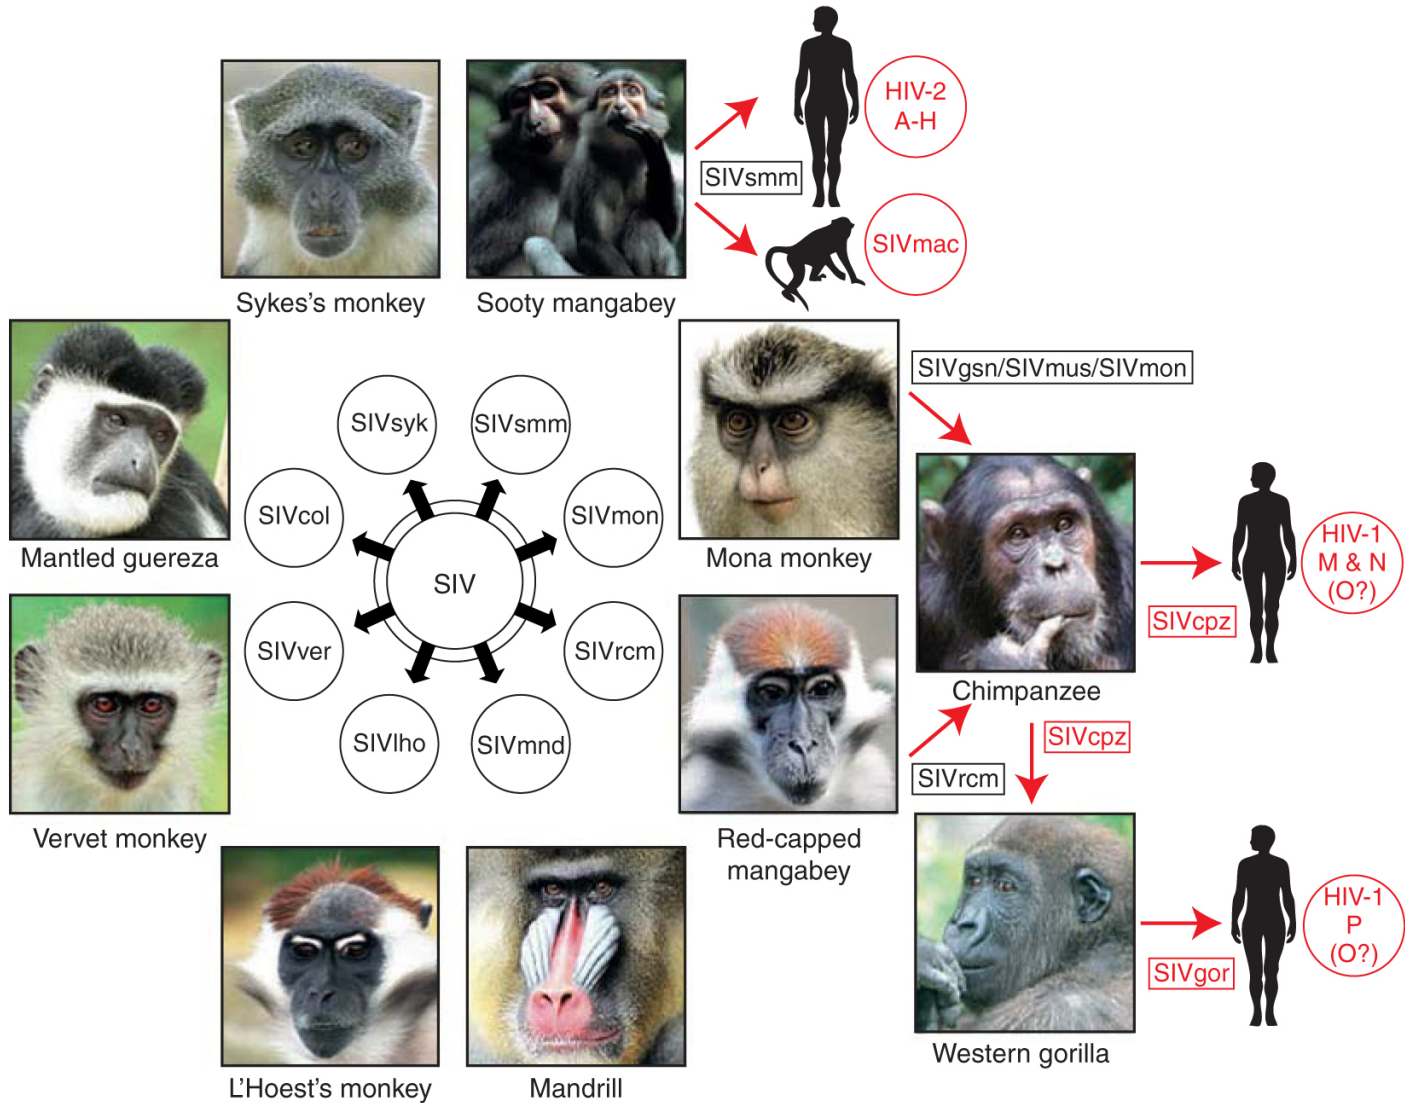 HIV-2
A-H
SIVsmm
SIVmac
Sykes's monkey
Sooty mangabey
SIVgsn/SIVmus/SIVmon
SIVsyk
SIVsmm
SIVcol
SIVmon
Mantled guereza
Mona monkey
SIV
HIV-1
M & N
(O?)
SIVcpz
SIVver
SIVrcm
Chimpanzee
SIVcpz
SIVlho
SIVmnd
SIVrcm
Vervet monkey
Red-capped
mangabey
HIV-1
P
(O?)
SIVgor
Western gorilla
L'Hoest's monkey
Mandrill